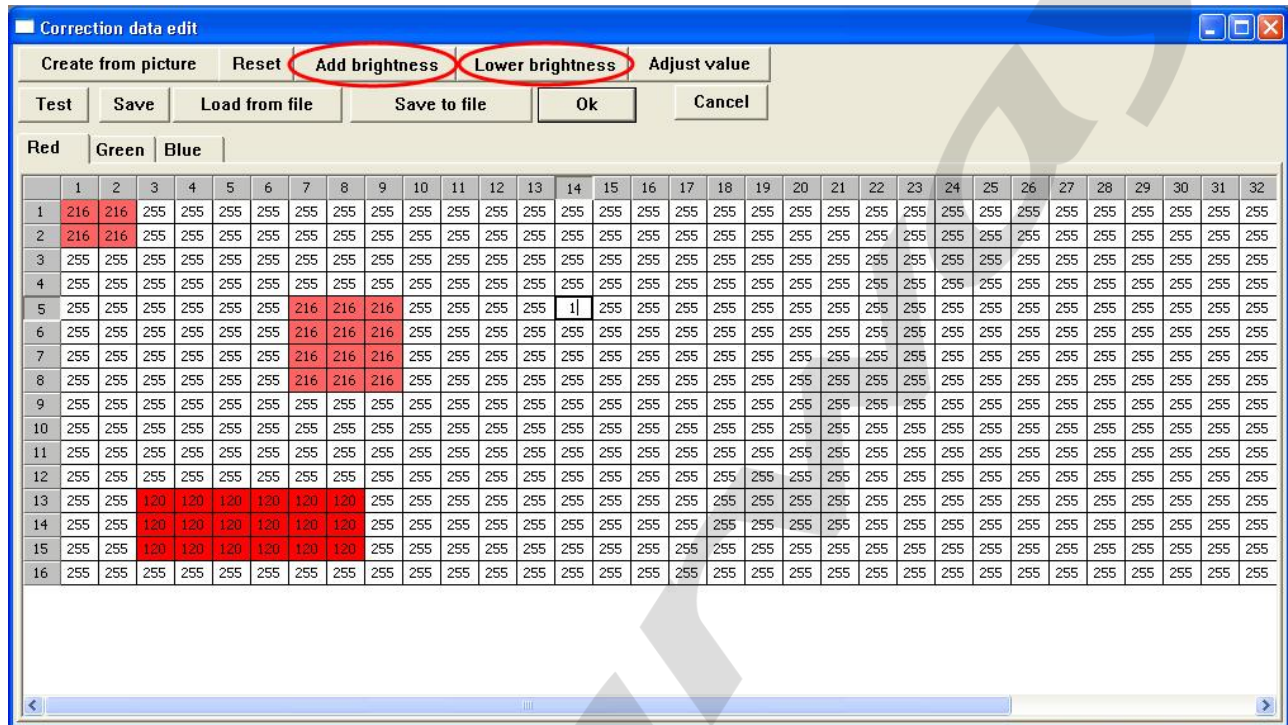 Correction data edit
Create from picture Reset Add brightness Lower brightness Adjust value
Test Save Load from file Save to file Ok Cancel
Red Green Blue
1 2 3 4 5 6 7 8 9 10 11 12 13 14 15 16 17 18 19 20 21 22 23 24 25 26 27 28 29 30 31 32
1 216 216 255 255 255 255 255 255 255 255 255 255 255 255 255 255 255 255 255 255 255 255 255 255 255 255 255 255 255 255 255 255
2 216 216 255 255 255 255 255 255 255 255 255 255 255 255 255 255 255 255 255 255 255 255 255 255 255 255 255 255 255 255 255 255
3 255 255 255 255 255 255 255 255 255 255 255 255 255 255 255 255 255 255 255 255 255 255 255 255 255 255 255 255 255 255 255 255
4 255 255 255 255 255 255 255 255 255 255 255 255 255 255 255 255 255 255 255 255 255 255 255 255 255 255 255 255 255 255 255 255
5 255 255 255 255 255 255 216 216 216 255 255 255 255 1 255 255 255 255 255 255 255 255 255 255 255 255 255 255 255 255 255 255
6 255 255 255 255 255 255 216 216 216 255 255 255 255 255 255 255 255 255 255 255 255 255 255 255 255 255 255 255 255 255 255 255
7 255 255 255 255 255 255 216 216 216 255 255 255 255 255 255 255 255 255 255 255 255 255 255 255 255 255 255 255 255 255 255 255
8 255 255 255 255 255 255 216 216 216 255 255 255 255 255 255 255 255 255 255 255 255 255 255 255 255 255 255 255 255 255 255 255
9 255 255 255 255 255 255 255 255 255 255 255 255 255 255 255 255 255 255 255 255 255 255 255 255 255 255 255 255 255 255 255 255
10 255 255 255 255 255 255 255 255 255 255 255 255 255 255 255 255 255 255 255 255 255 255 255 255 255 255 255 255 255 255 255 255
11 255 255 255 255 255 255 255 255 255 255 255 255 255 255 255 255 255 255 255 255 255 255 255 255 255 255 255 255 255 255 255 255
12 255 255 255 255 255 255 255 255 255 255 255 255 255 255 255 255 255 255 255 255 255 255 255 255 255 255 255 255 255 255 255 255
13 255 255 120 120 120 120 120 120 255 255 255 255 255 255 255 255 255 255 255 255 255 255 255 255 255 255 255 255 255 255 255 255
14 255 255 120 120 120 120 120 120 255 255 255 255 255 255 255 255 255 255 255 255 255 255 255 255 255 255 255 255 255 255 255 255
15 255 255 120 120 120 120 120 120 255 255 255 255 255 255 255 255 255 255 255 255 255 255 255 255 255 255 255 255 255 255 255 255
16 255 255 255 255 255 255 255 255 255 255 255 255 255 255 255 255 255 255 255 255 255 255 255 255 255 255 255 255 255 255 255 255